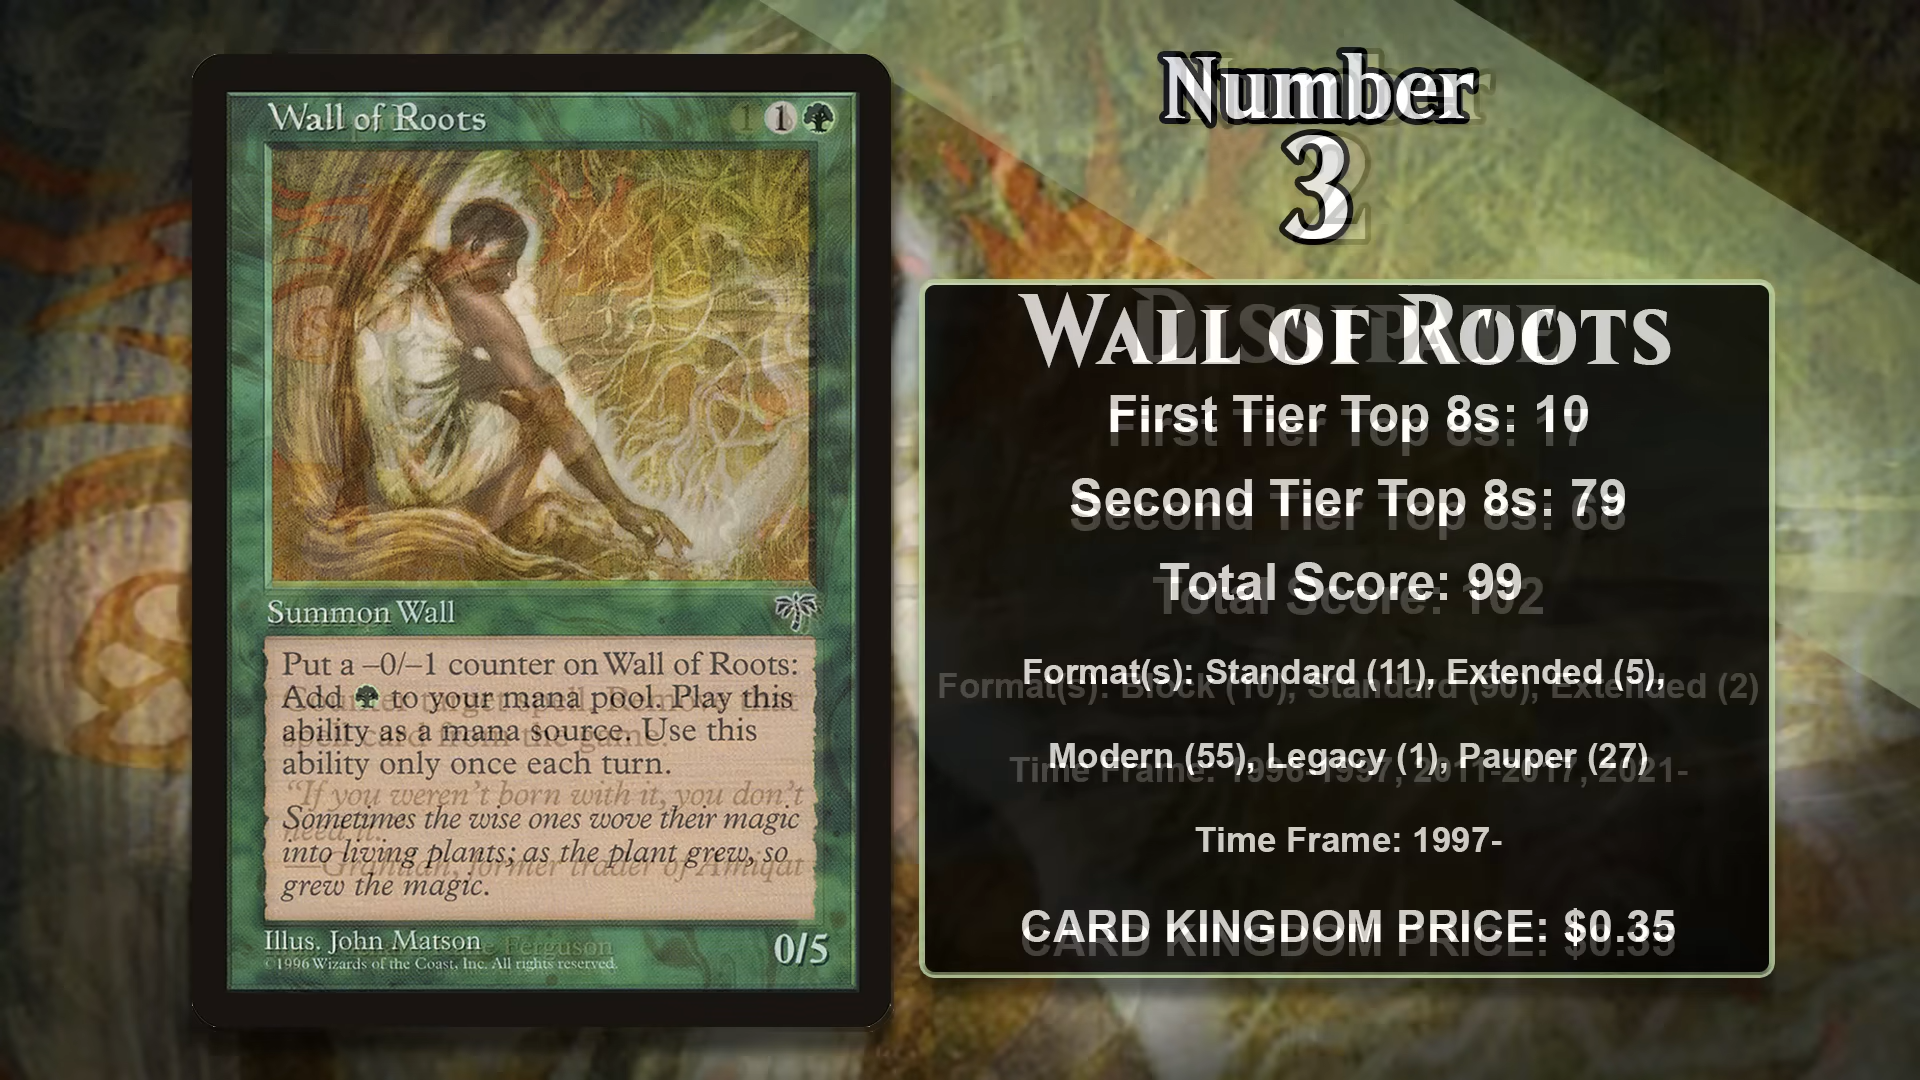 Wall of Roots 1
Summon Wall
Put a –0/–1 counter on Wall of Roots:
Add to your mana pool. Play this
ability as a mana source. Use this
ability only once each turn.
Sometimes the wise ones wove their magic
into living plants; as the plant grew, so
grew the magic.
Illus. John Matson
©1996 Wizards of the Coast, Inc. All rights reserved.
0/5
Number
3
Wall of Roots
First Tier Top 8s: 10
Second Tier Top 8s: 79
Total Score: 99
Format(s): Standard (11), Extended (5),
Modern (55), Legacy (1), Pauper (27)
Time Frame: 1997-
CARD KINGDOM PRICE: $0.35